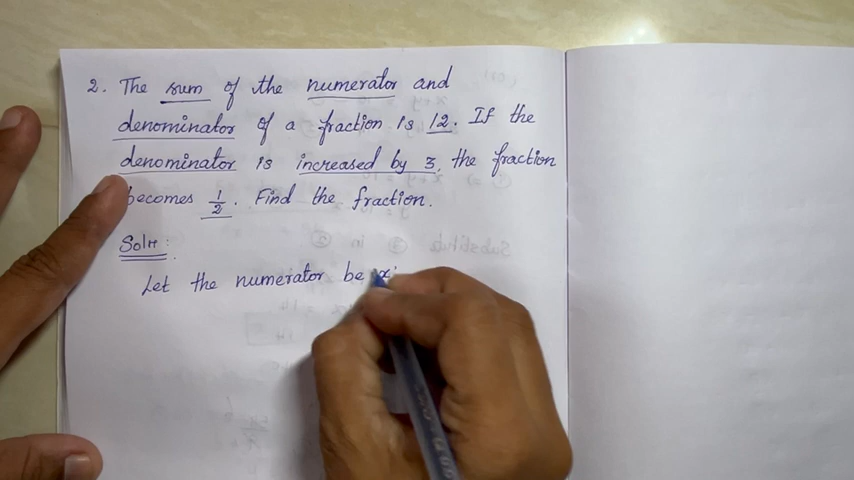 2. The sum of the numerator and
denominator of a fraction is 12. If the
denominator is increased by 3, the fraction
becomes 1/2. Find the fraction.
Soln:
Let the numerator be 'x'